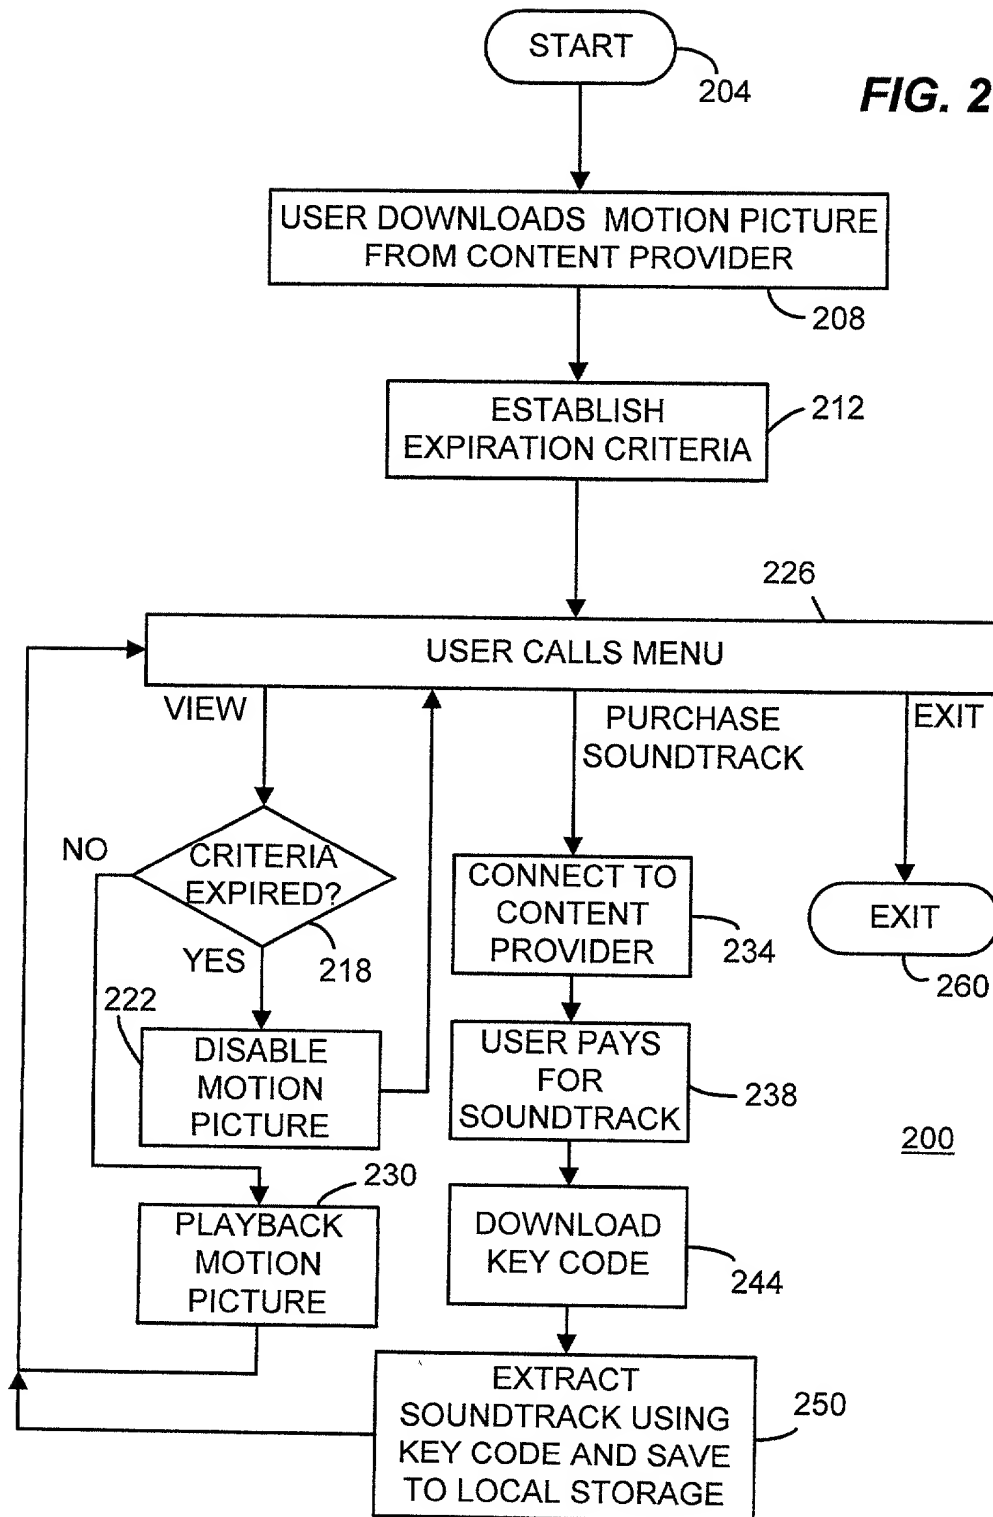 START
204
FIG. 2
USER DOWNLOADS MOTION PICTURE
FROM CONTENT PROVIDER
208
ESTABLISH
EXPIRATION CRITERIA
212
226
USER CALLS MENU
VIEW
PURCHASE
SOUNDTRACK
EXIT
NO
CRITERIA
EXPIRED?
YES
218
CONNECT TO
CONTENT
PROVIDER
234
EXIT
260
222
DISABLE
MOTION
PICTURE
USER PAYS
FOR
SOUNDTRACK
238
200
230
PLAYBACK
MOTION
PICTURE
DOWNLOAD
KEY CODE
244
EXTRACT
SOUNDTRACK USING
KEY CODE AND SAVE
TO LOCAL STORAGE
250